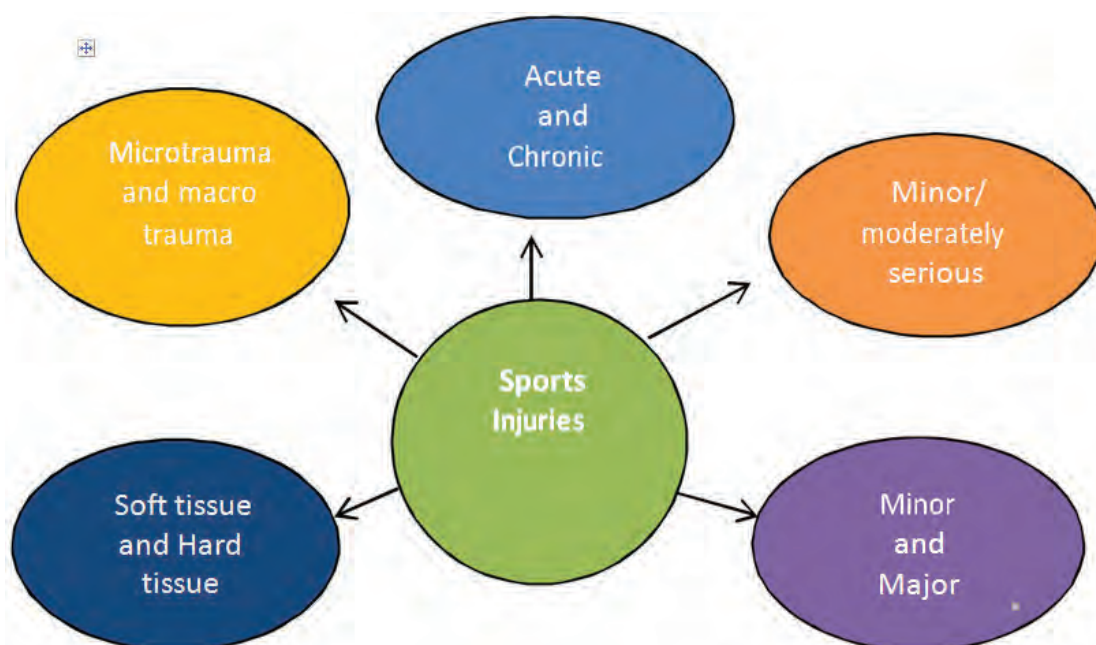 Acute
and
Chronic
Microtrauma
and macro
trauma
Minor/
moderately
serious
Sports
Injuries
Soft tissue
and Hard
tissue
Minor
and
Major